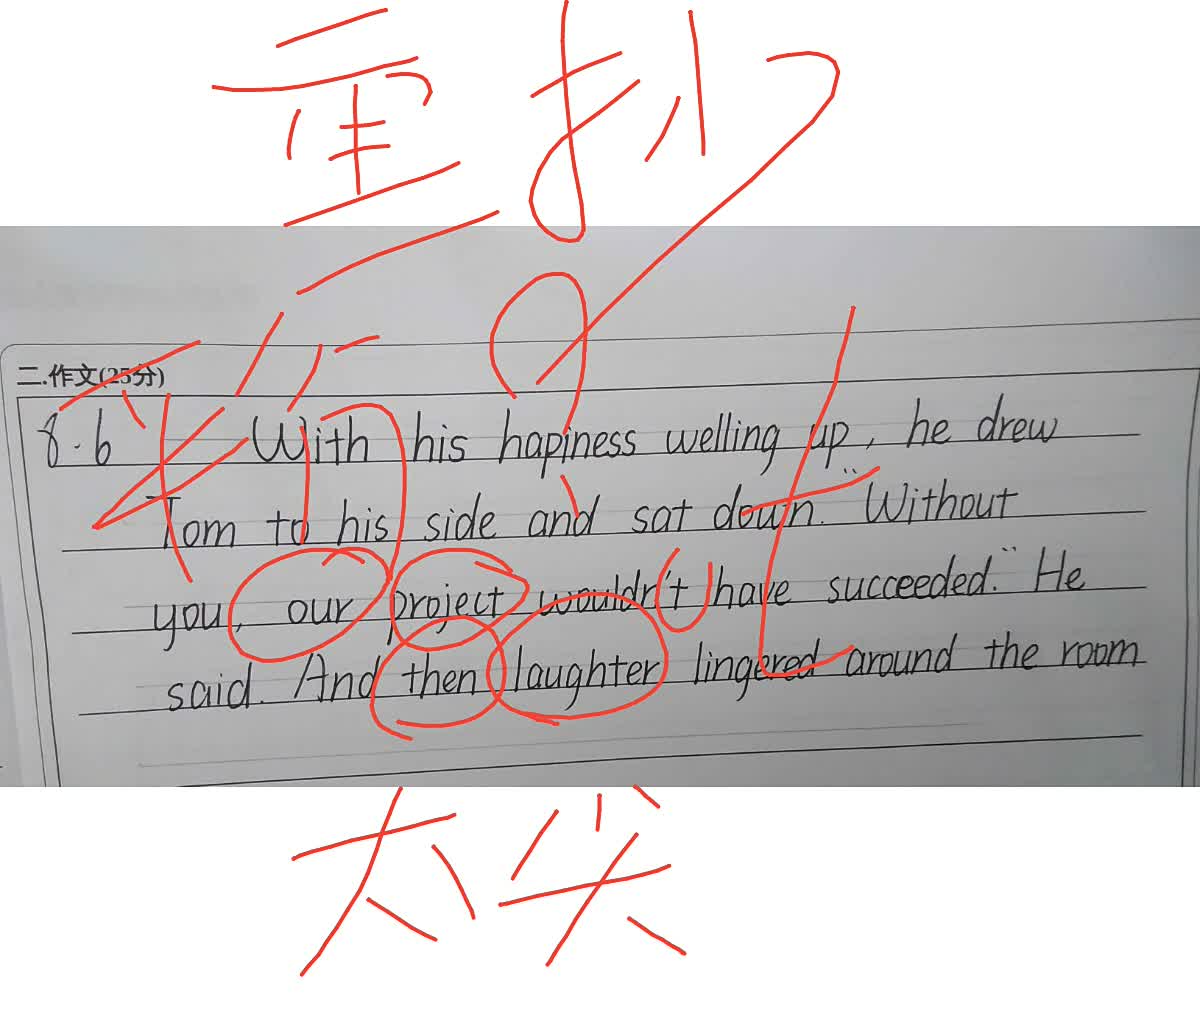 重抄
二.作文(25分)
8.6 With his hapiness welling up, he drew
Tom to his side and sat down. "Without
you, our project wouldn't have succeeded." He
said. And then laughter lingered around the room
太尖